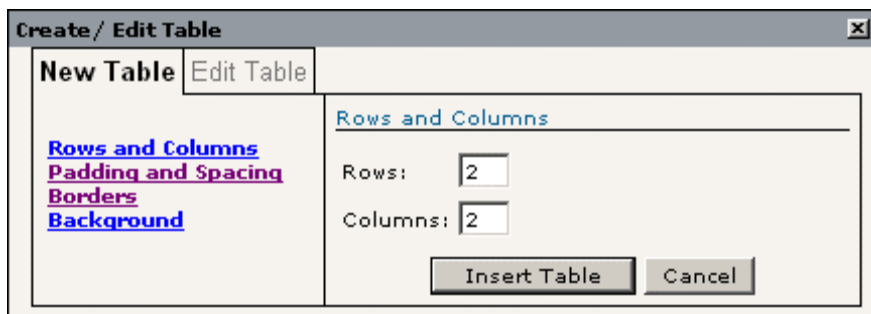 Create/ Edit Table
New Table Edit Table
Rows and Columns
Padding and Spacing
Borders
Background
Rows and Columns
Rows: 2
Columns: 2
Insert Table Cancel